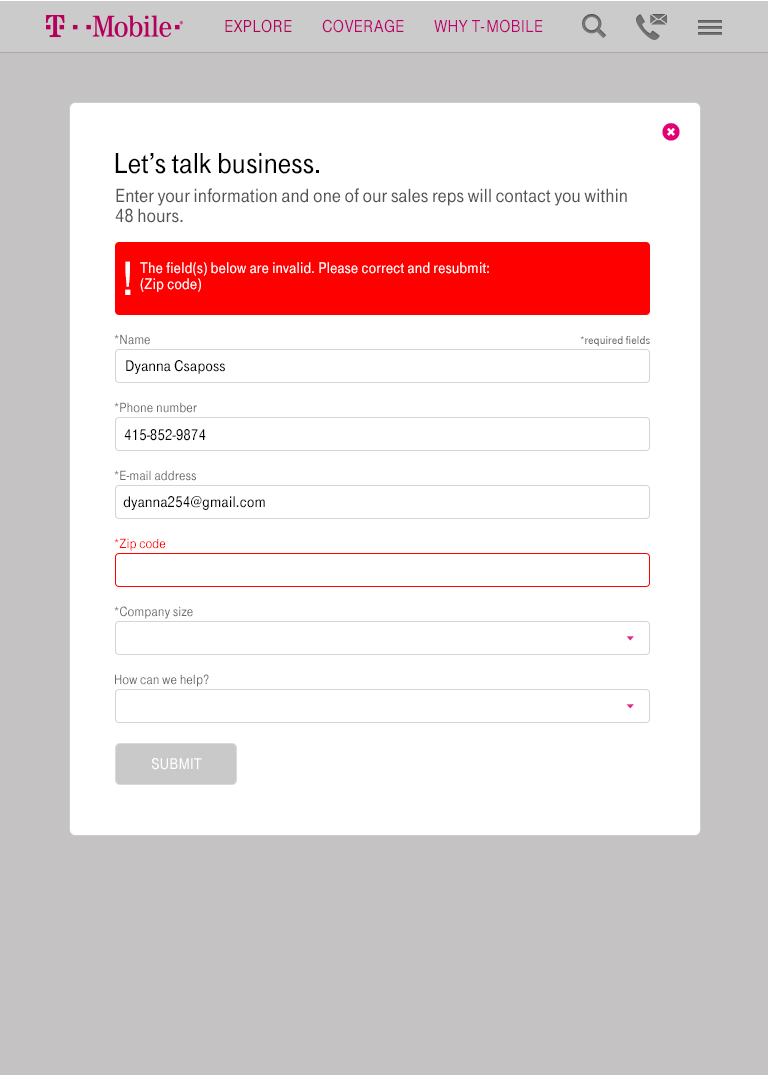 T··Mobile·
EXPLORE COVERAGE WHY T-MOBILE
Let's talk business.
Enter your information and one of our sales reps will contact you within
48 hours.
! The field(s) below are invalid. Please correct and resubmit:
(Zip code)
*Name *required fields
Dyanna Csaposs
*Phone number
415-852-9874
*E-mail address
dyanna254@gmail.com
*Zip code
*Company size
How can we help?
SUBMIT